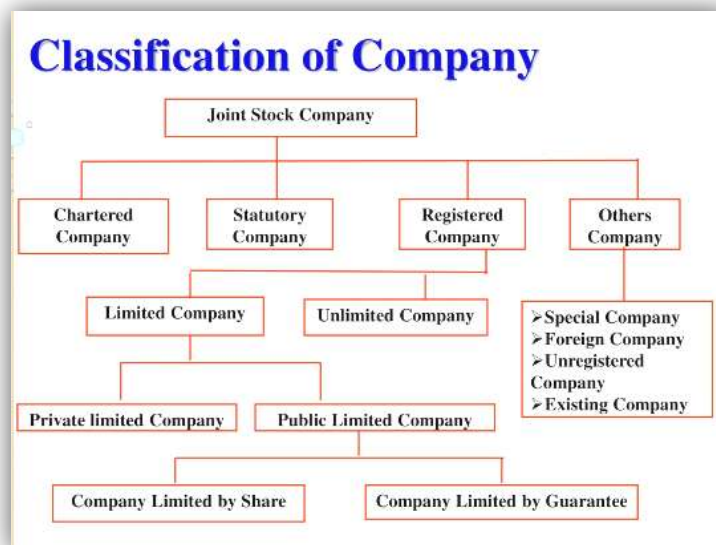 Classification of Company
Joint Stock Company
Chartered
Company
Statutory
Company
Registered
Company
Others
Company
Limited Company
Unlimited Company
➢Special Company
➢Foreign Company
➢Unregistered
Company
➢Existing Company
Private limited Company
Public Limited Company
Company Limited by Share
Company Limited by Guarantee